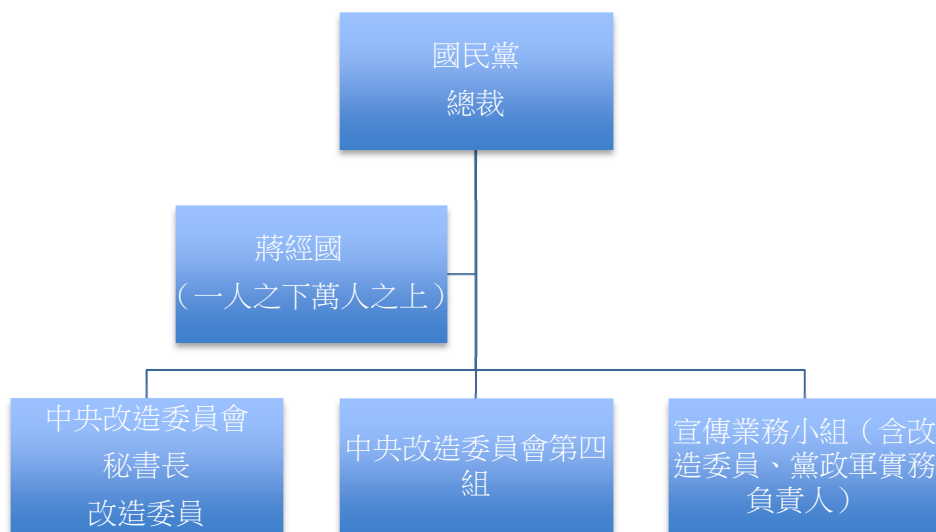 國民黨
總裁
蔣經國
（一人之下萬人之上）
中央改造委員會
秘書長
改造委員
中央改造委員會第四
組
宣傳業務小組（含改
造委員、黨政軍實務
負責人）